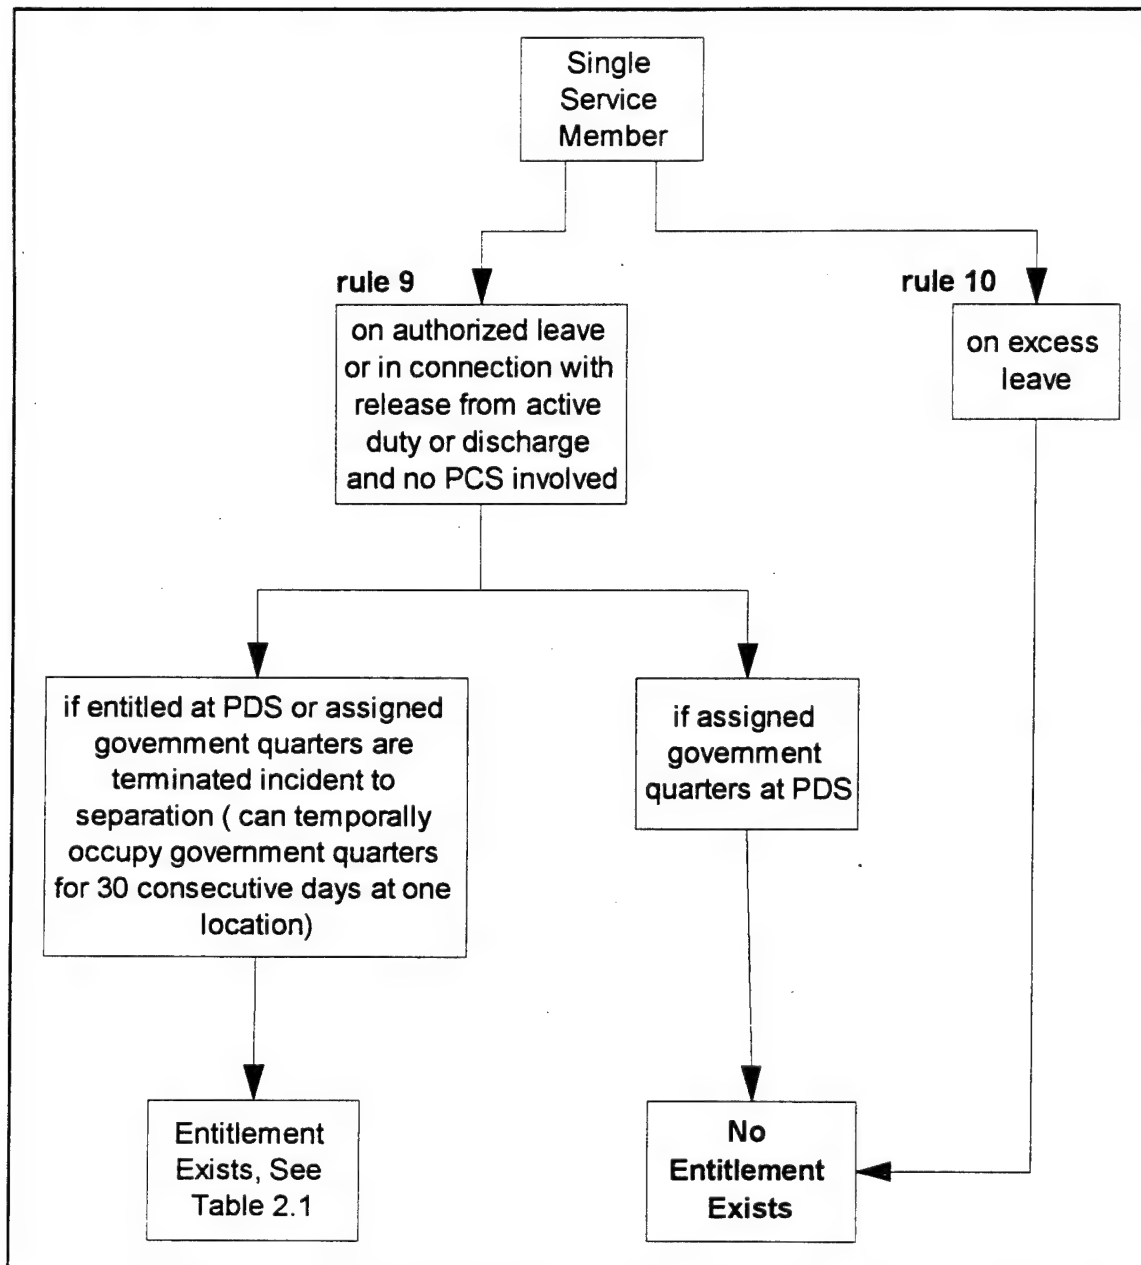 Single
Service
Member
rule 9
on authorized leave
or in connection with
release from active
duty or discharge
and no PCS involved
rule 10
on excess
leave
if entitled at PDS or assigned
government quarters are
terminated incident to
separation ( can temporally
occupy government quarters
for 30 consecutive days at one
location)
if assigned
government
quarters at PDS
Entitlement
Exists, See
Table 2.1
No
Entitlement
Exists